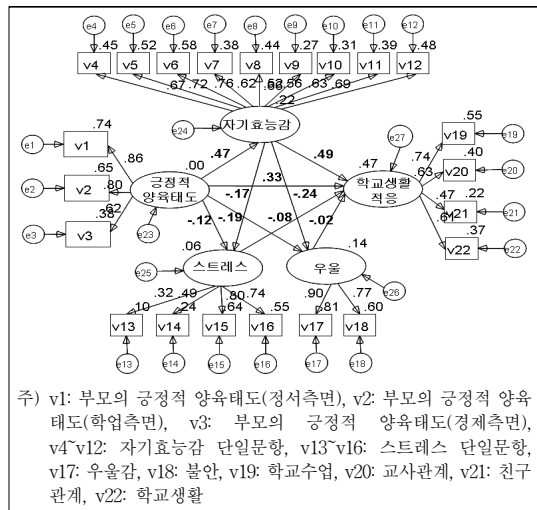 e4 e5 e6 e7 e8 e9 e10 e11 e12
.45 .52 .58 .38 .44 .27 .31 .39 .48
v4 v5 v6 v7 v8 v9 v10 v11 v12
.67 .72 .76 .62 .56 .63 .69
.22
e24 자기효능감
e27
.55
e1 .74 v1 .86
.00 .47 .49 .47 .74 v19 e19
.65 .40
e2 v2 .80 긍정적 양육태도 .33 학교생활 적응 .63 v20 e20
-.17 -.24
.62 .38 -.12 -.19 -.08 -.02 .47 .22
e3 v3 e23 v21 e21
.06 .14 .37
e25 스트레스 우울 v22 e22
e26
.32 .49 .80 .74 .90 .77
.10 .24 .64 .55 .81 .60
v13 v14 v15 v16 v17 v18
e13 e14 e15 e16 e17 e18
주) v1: 부모의 긍정적 양육태도(정서측면), v2: 부모의 긍정적 양육
태도(학업측면), v3: 부모의 긍정적 양육태도(경제측면),
v4~v12: 자기효능감 단일문항, v13~v16: 스트레스 단일문항,
v17: 우울감, v18: 불안, v19: 학교수업, v20: 교사관계, v21: 친구
관계, v22: 학교생활